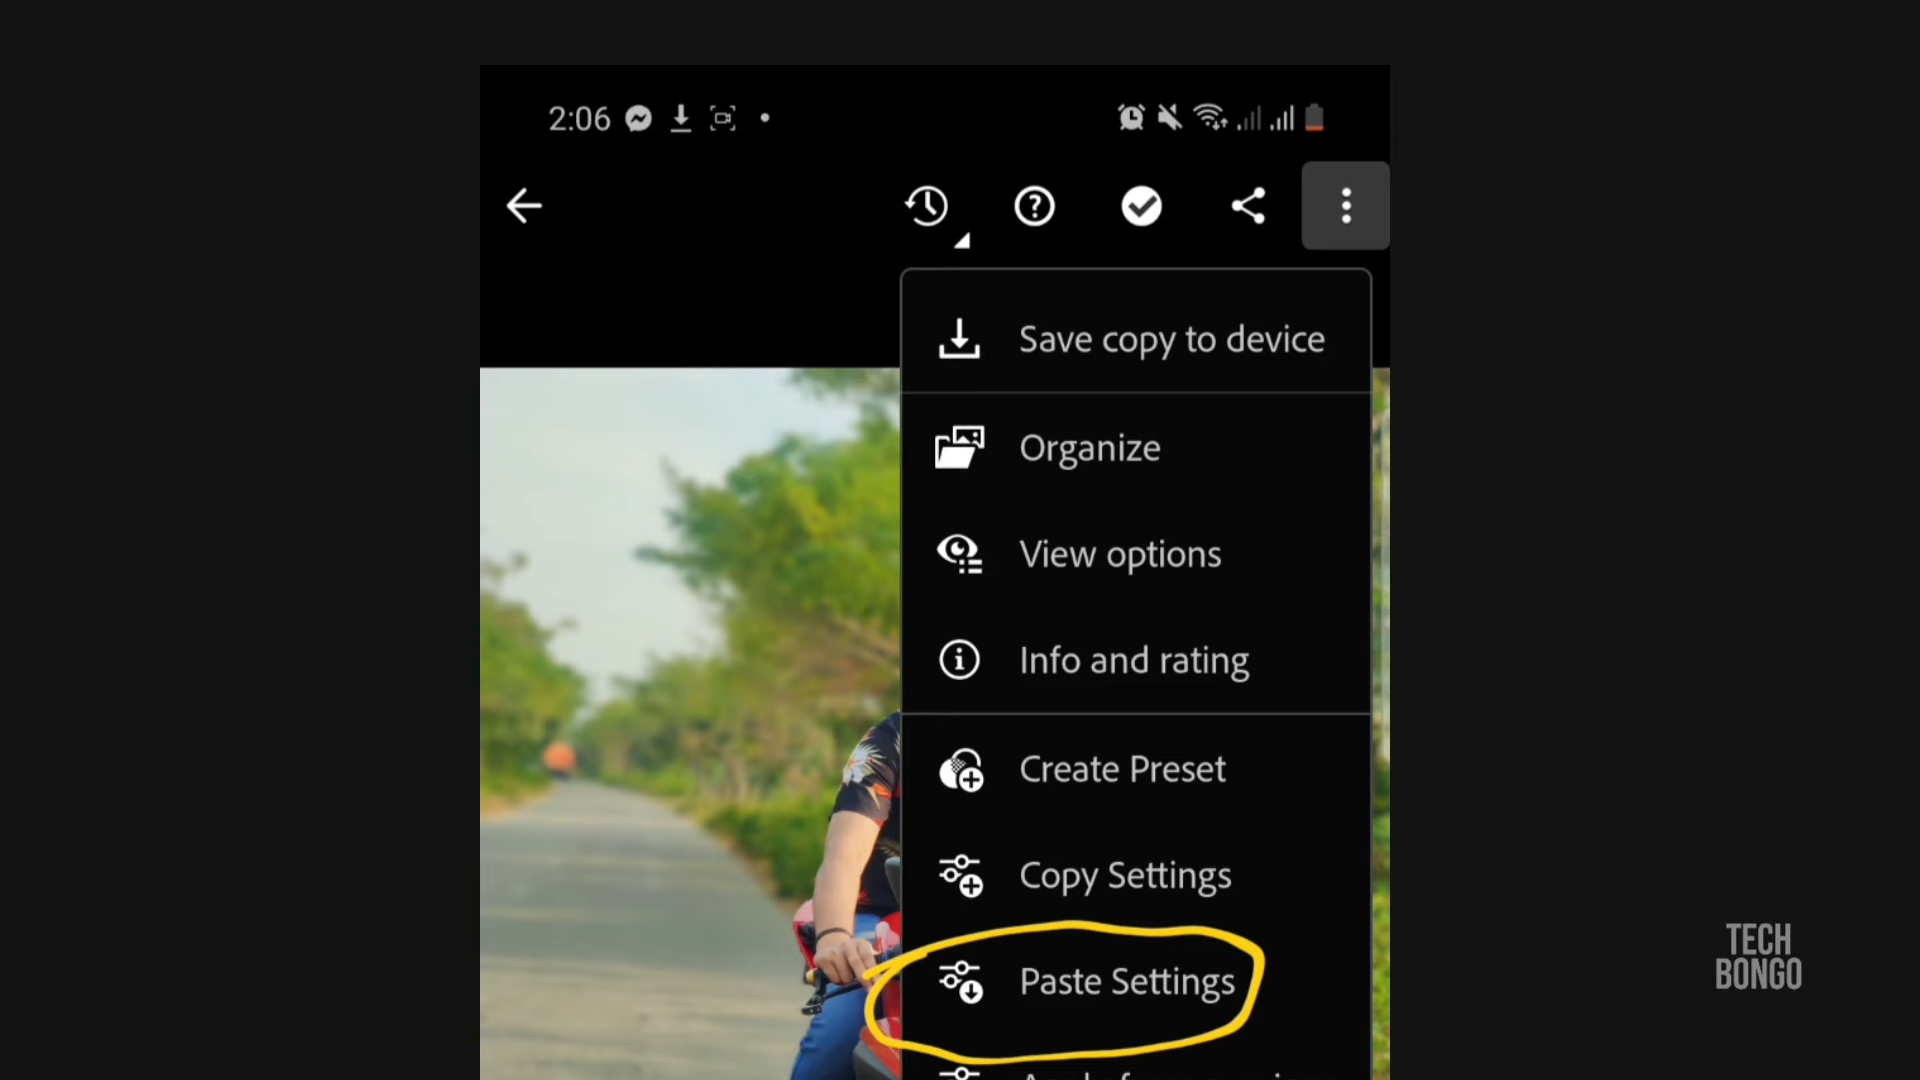 2:06
Save copy to device
Organize
View options
Info and rating
Create Preset
Copy Settings
Paste Settings
TECH
BONGO